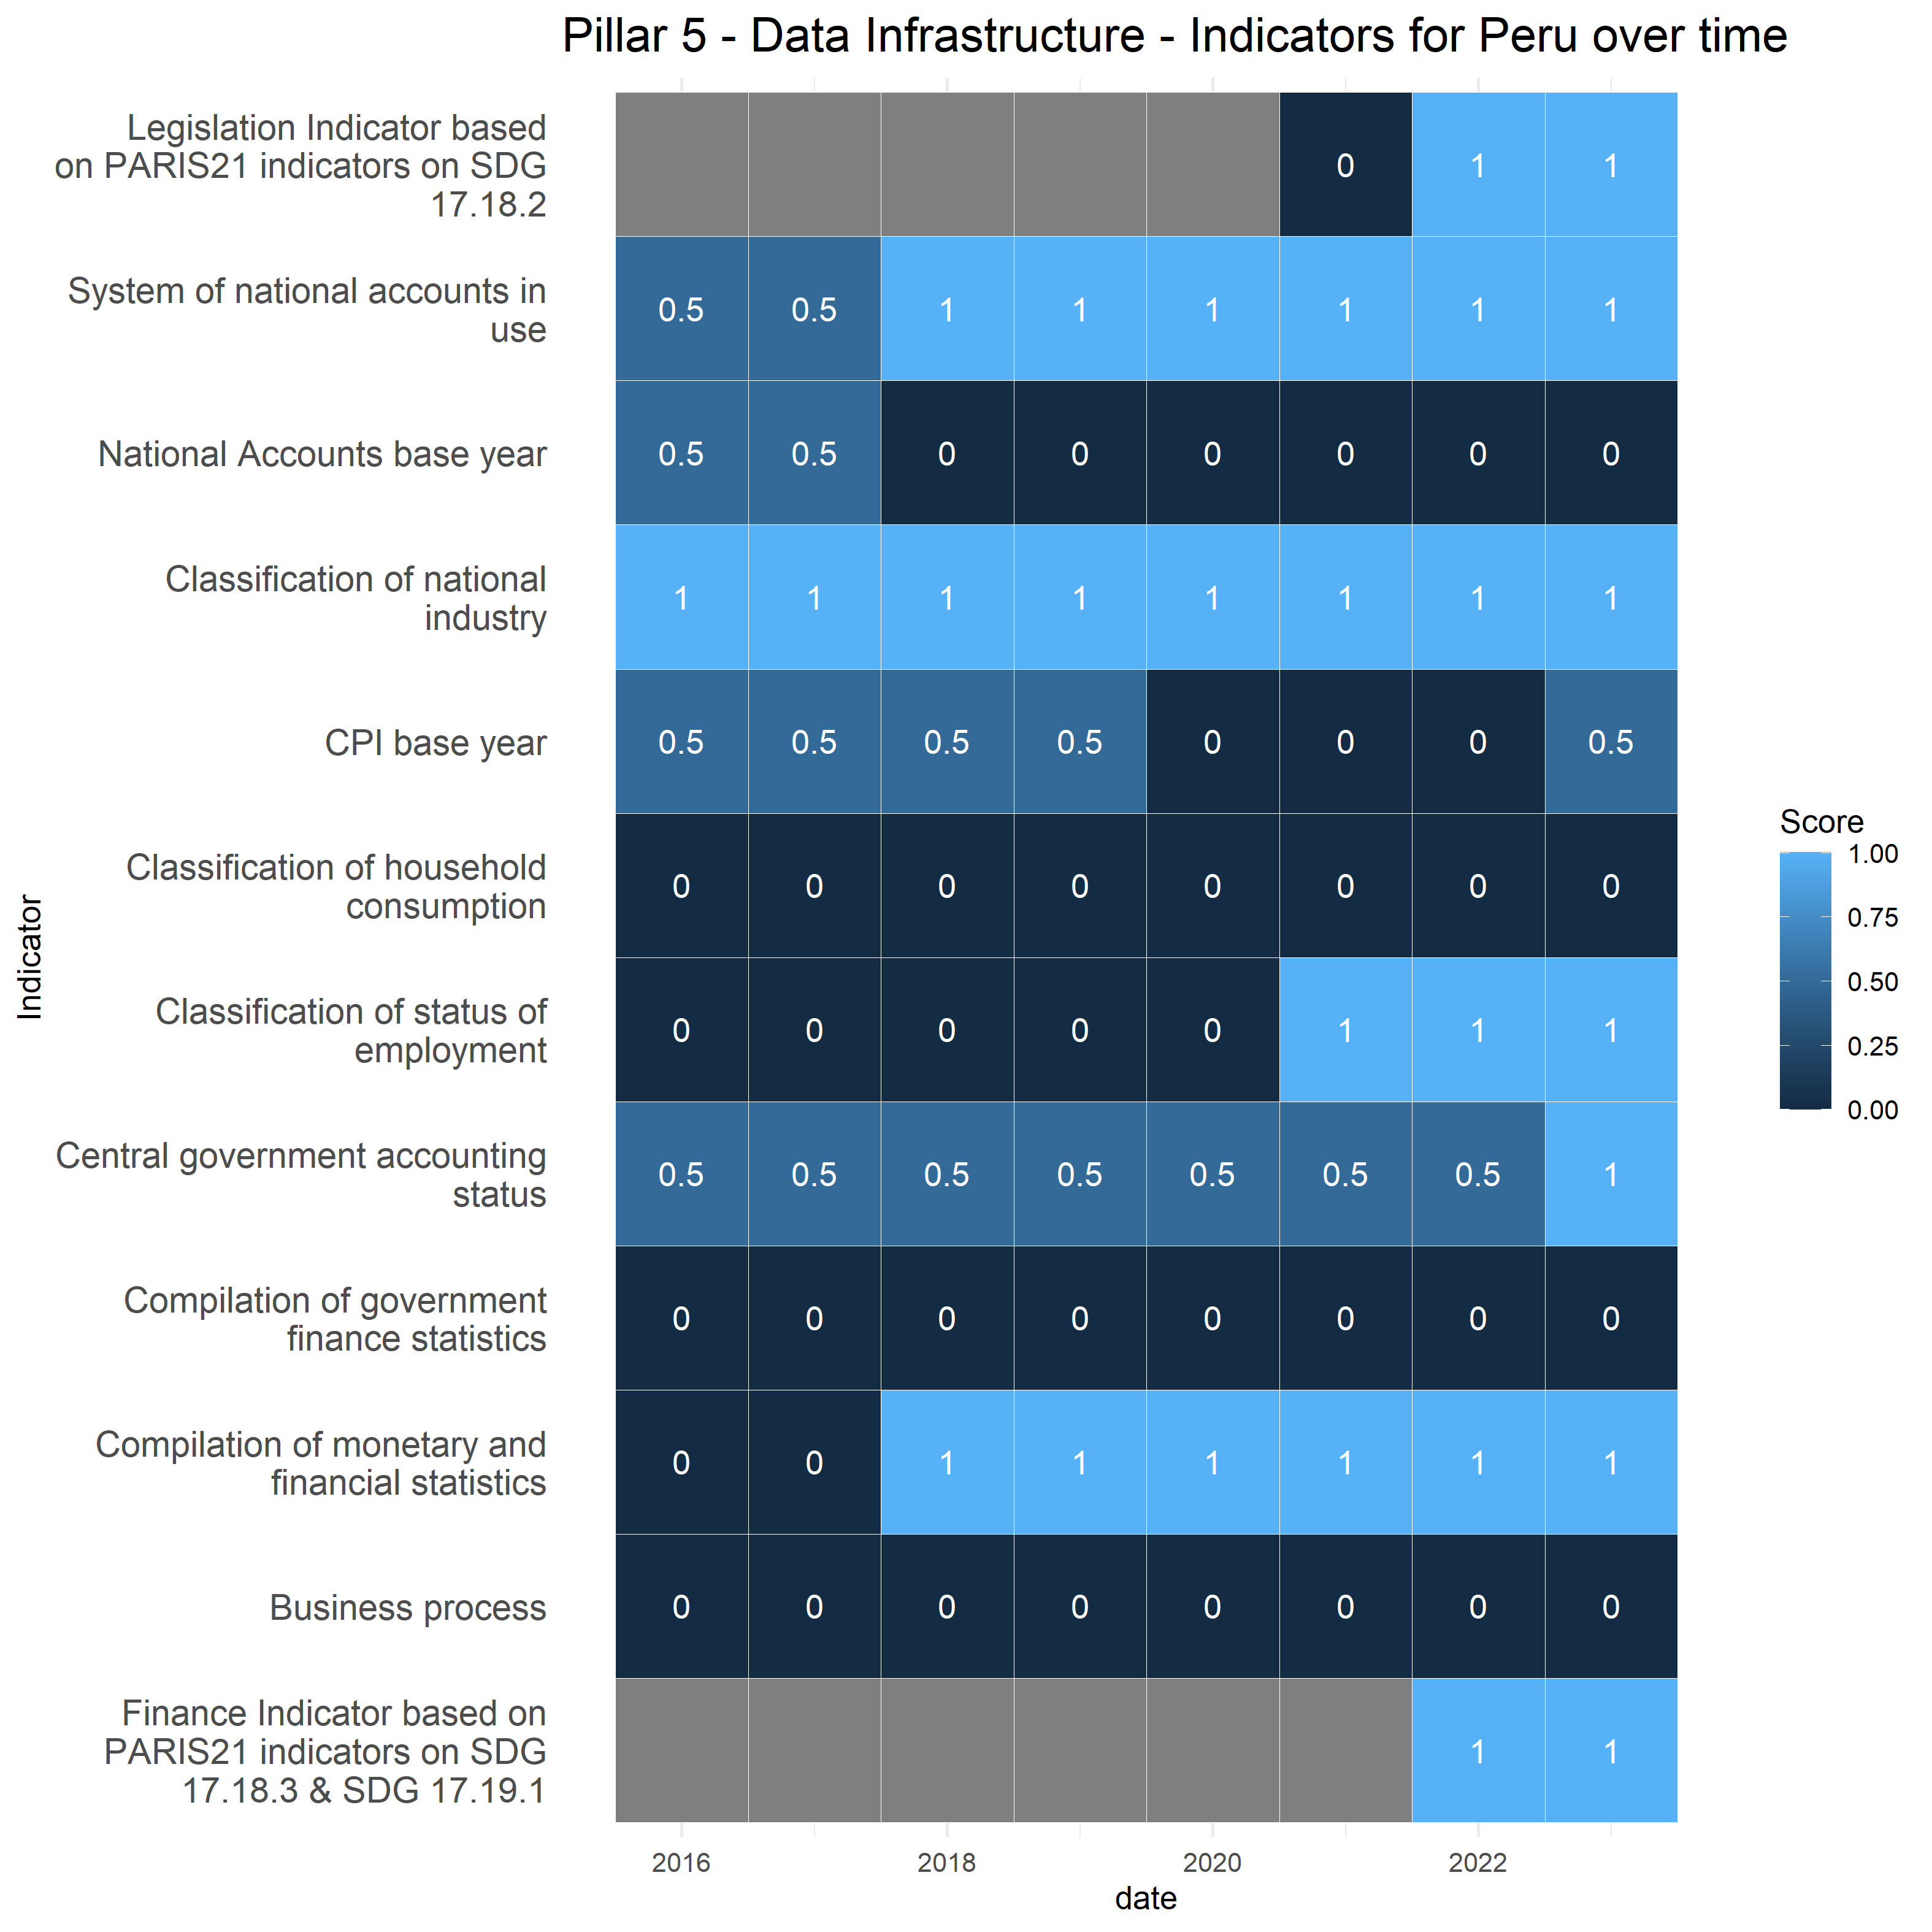 Pillar 5 - Data Infrastructure - Indicators for Peru over time
Legislation Indicator based
on PARIS21 indicators on SDG
17.18.2
0 1 1
System of national accounts in
use
0.5 0.5 1 1 1 1 1 1
National Accounts base year
0.5 0.5 0 0 0 0 0 0
Classification of national
industry
1 1 1 1 1 1 1 1
CPI base year
0.5 0.5 0.5 0.5 0 0 0 0.5
Classification of household
consumption
0 0 0 0 0 0 0 0
Classification of status of
employment
0 0 0 0 0 1 1 1
Central government accounting
status
0.5 0.5 0.5 0.5 0.5 0.5 0.5 1
Compilation of government
finance statistics
0 0 0 0 0 0 0 0
Compilation of monetary and
financial statistics
0 0 1 1 1 1 1 1
Business process
0 0 0 0 0 0 0 0
Finance Indicator based on
PARIS21 indicators on SDG
17.18.3 & SDG 17.19.1
1 1
2016 2018 2020 2022
date
Indicator
Score
1.00
0.75
0.50
0.25
0.00